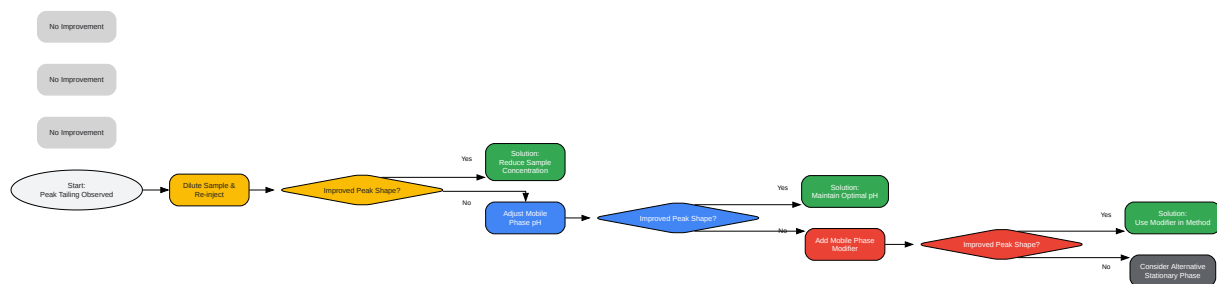 No Improvement
No Improvement
No Improvement
Start:
Peak Tailing Observed
Dilute Sample &
Re-inject
Improved Peak Shape?
Yes
Solution:
Reduce Sample
Concentration
No
Adjust Mobile
Phase pH
Improved Peak Shape?
Yes
Solution:
Maintain Optimal pH
No
Add Mobile Phase
Modifier
Improved Peak Shape?
Yes
Solution:
Use Modifier in Method
No
Consider Alternative
Stationary Phase